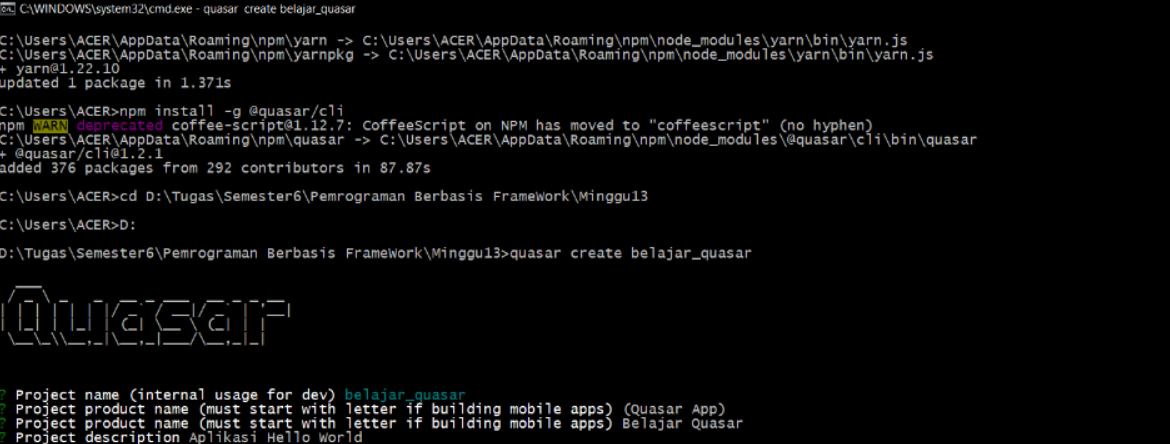 C:\WINDOWS\system32\cmd.exe - quasar create belajar_quasar
C:\Users\ACER\AppData\Roaming\npm\yarn -> C:\Users\ACER\AppData\Roaming\npm\node_modules\yarn\bin\yarn.js
C:\Users\ACER\AppData\Roaming\npm\yarnpkg -> C:\Users\ACER\AppData\Roaming\npm\node_modules\yarn\bin\yarn.js
+ yarn@1.22.10
updated 1 package in 1.371s
C:\Users\ACER>npm install -g @quasar/cli
npm WARN deprecated coffee-script@1.12.7: CoffeeScript on NPM has moved to "coffeescript" (no hyphen)
C:\Users\ACER\AppData\Roaming\npm\quasar -> C:\Users\ACER\AppData\Roaming\npm\node_modules\@quasar\cli\bin\quasar
+ @quasar/cli@1.2.1
added 376 packages from 292 contributors in 87.87s
C:\Users\ACER>cd D:\Tugas\Semester6\Pemrograman Berbasis FrameWork\Minggu13
C:\Users\ACER>D:
D:\Tugas\Semester6\Pemrograman Berbasis FrameWork\Minggu13>quasar create belajar_quasar
Quasar
? Project name (internal usage for dev) belajar_quasar
? Project product name (must start with letter if building mobile apps) (Quasar App)
? Project product name (must start with letter if building mobile apps) Belajar Quasar
? Project description Aplikasi Hello World